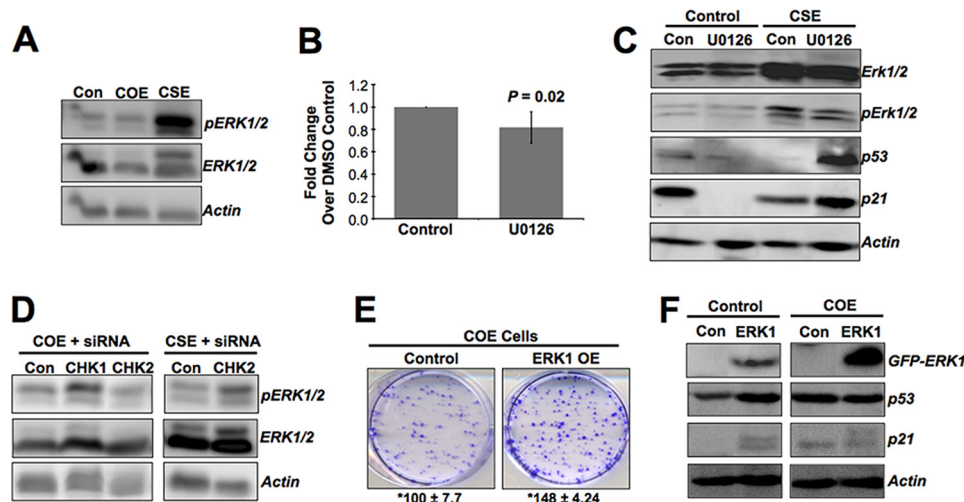 A
Con COE CSE
pERK1/2
ERK1/2
Actin
B
Fold Change
Over DMSO Control
1.2
1.0
0.8
0.6
0.4
0.2
0
P = 0.02
Control U0126
C
Control CSE
Con U0126 Con U0126
Erk1/2
pErk1/2
p53
p21
Actin
D
COE + siRNA CSE + siRNA
Con CHK1 CHK2 Con CHK2
pERK1/2
ERK1/2
Actin
E
COE Cells
Control ERK1 OE
*100 ± 7.7 *148 ± 4.24
F
Control COE
Con ERK1 Con ERK1
GFP-ERK1
p53
p21
Actin